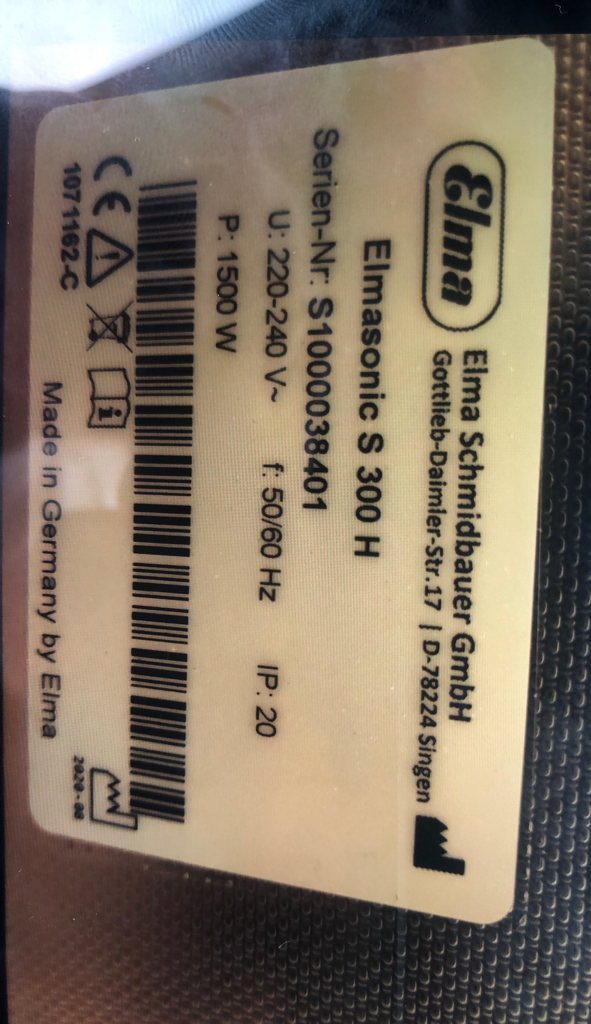 Elma
Elma Schmidbauer GmbH
Gottlieb-Daimler-Str.17 | D-78224 Singen
Elmasonic S 300 H
Serien-Nr: S1000038401
U: 220-240 V~ f: 50/60 Hz IP: 20
P: 1500 W
CE
1071162-C
Made in Germany by Elma
2020-08